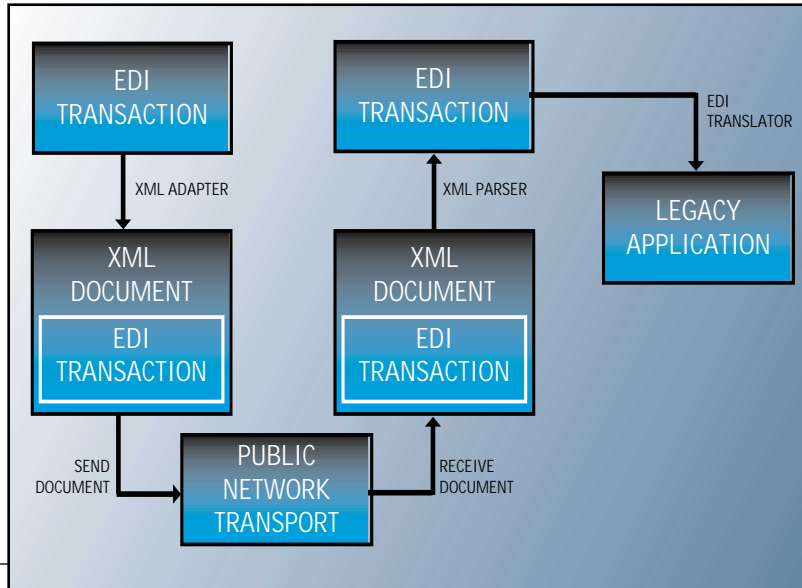 EDI
TRANSACTION
XML ADAPTER
XML
DOCUMENT
EDI
TRANSACTION
SEND
DOCUMENT
PUBLIC
NETWORK
TRANSPORT
RECEIVE
DOCUMENT
XML
DOCUMENT
EDI
TRANSACTION
XML PARSER
EDI
TRANSACTION
EDI
TRANSLATOR
LEGACY
APPLICATION